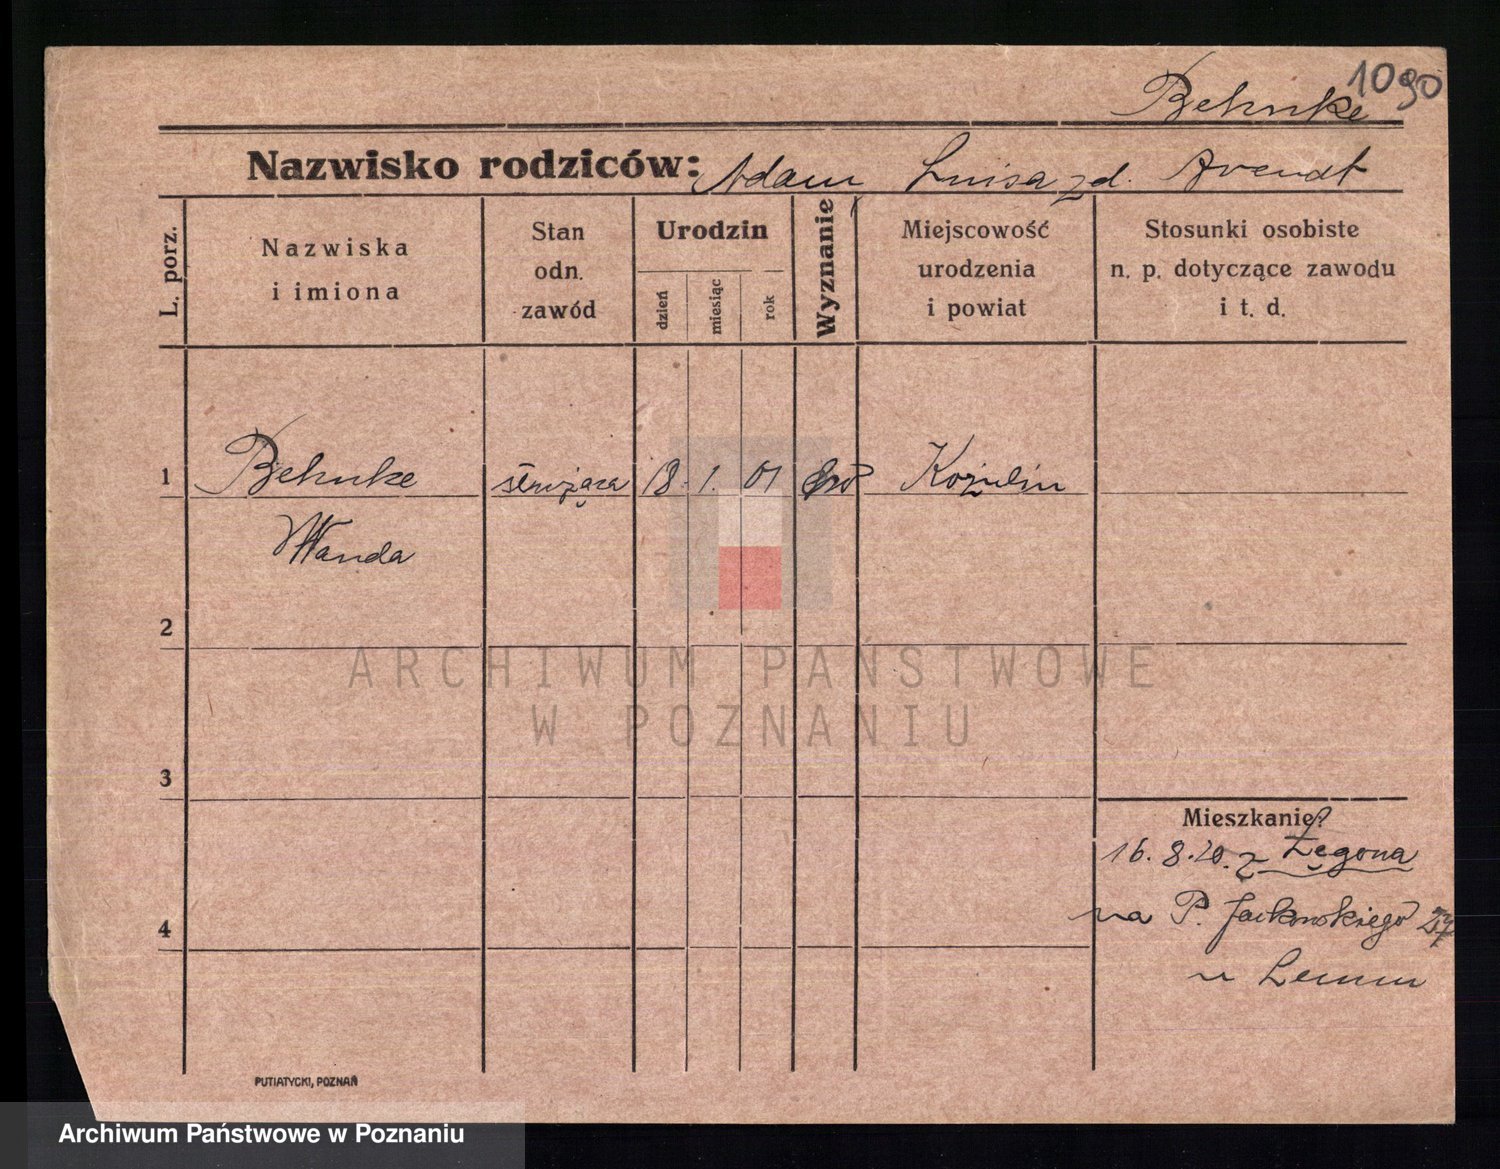 1090
Behnke
Nazwisko rodziców: Adam Luisa zd. Arendt
L. porz.
Nazwiska
i imiona
Stan
odn.
zawód
Urodzin
dzień
miesiąc
rok
Wyznanie
Miejscowość
urodzenia
i powiat
Stosunki osobiste
n. p. dotyczące zawodu
i t. d.
1 Behnke służąca 18. 1. 01 Koźmin
Wanda
2
ARCHIWUM PAŃSTWOWE
W POZNANIU
3
Mieszkanie?
16.8.20. z Żegona
na P. Jackowskiego 27
u Lemm
4
PUTIATYCKI, POZNAŃ
Archiwum Państwowe w Poznaniu